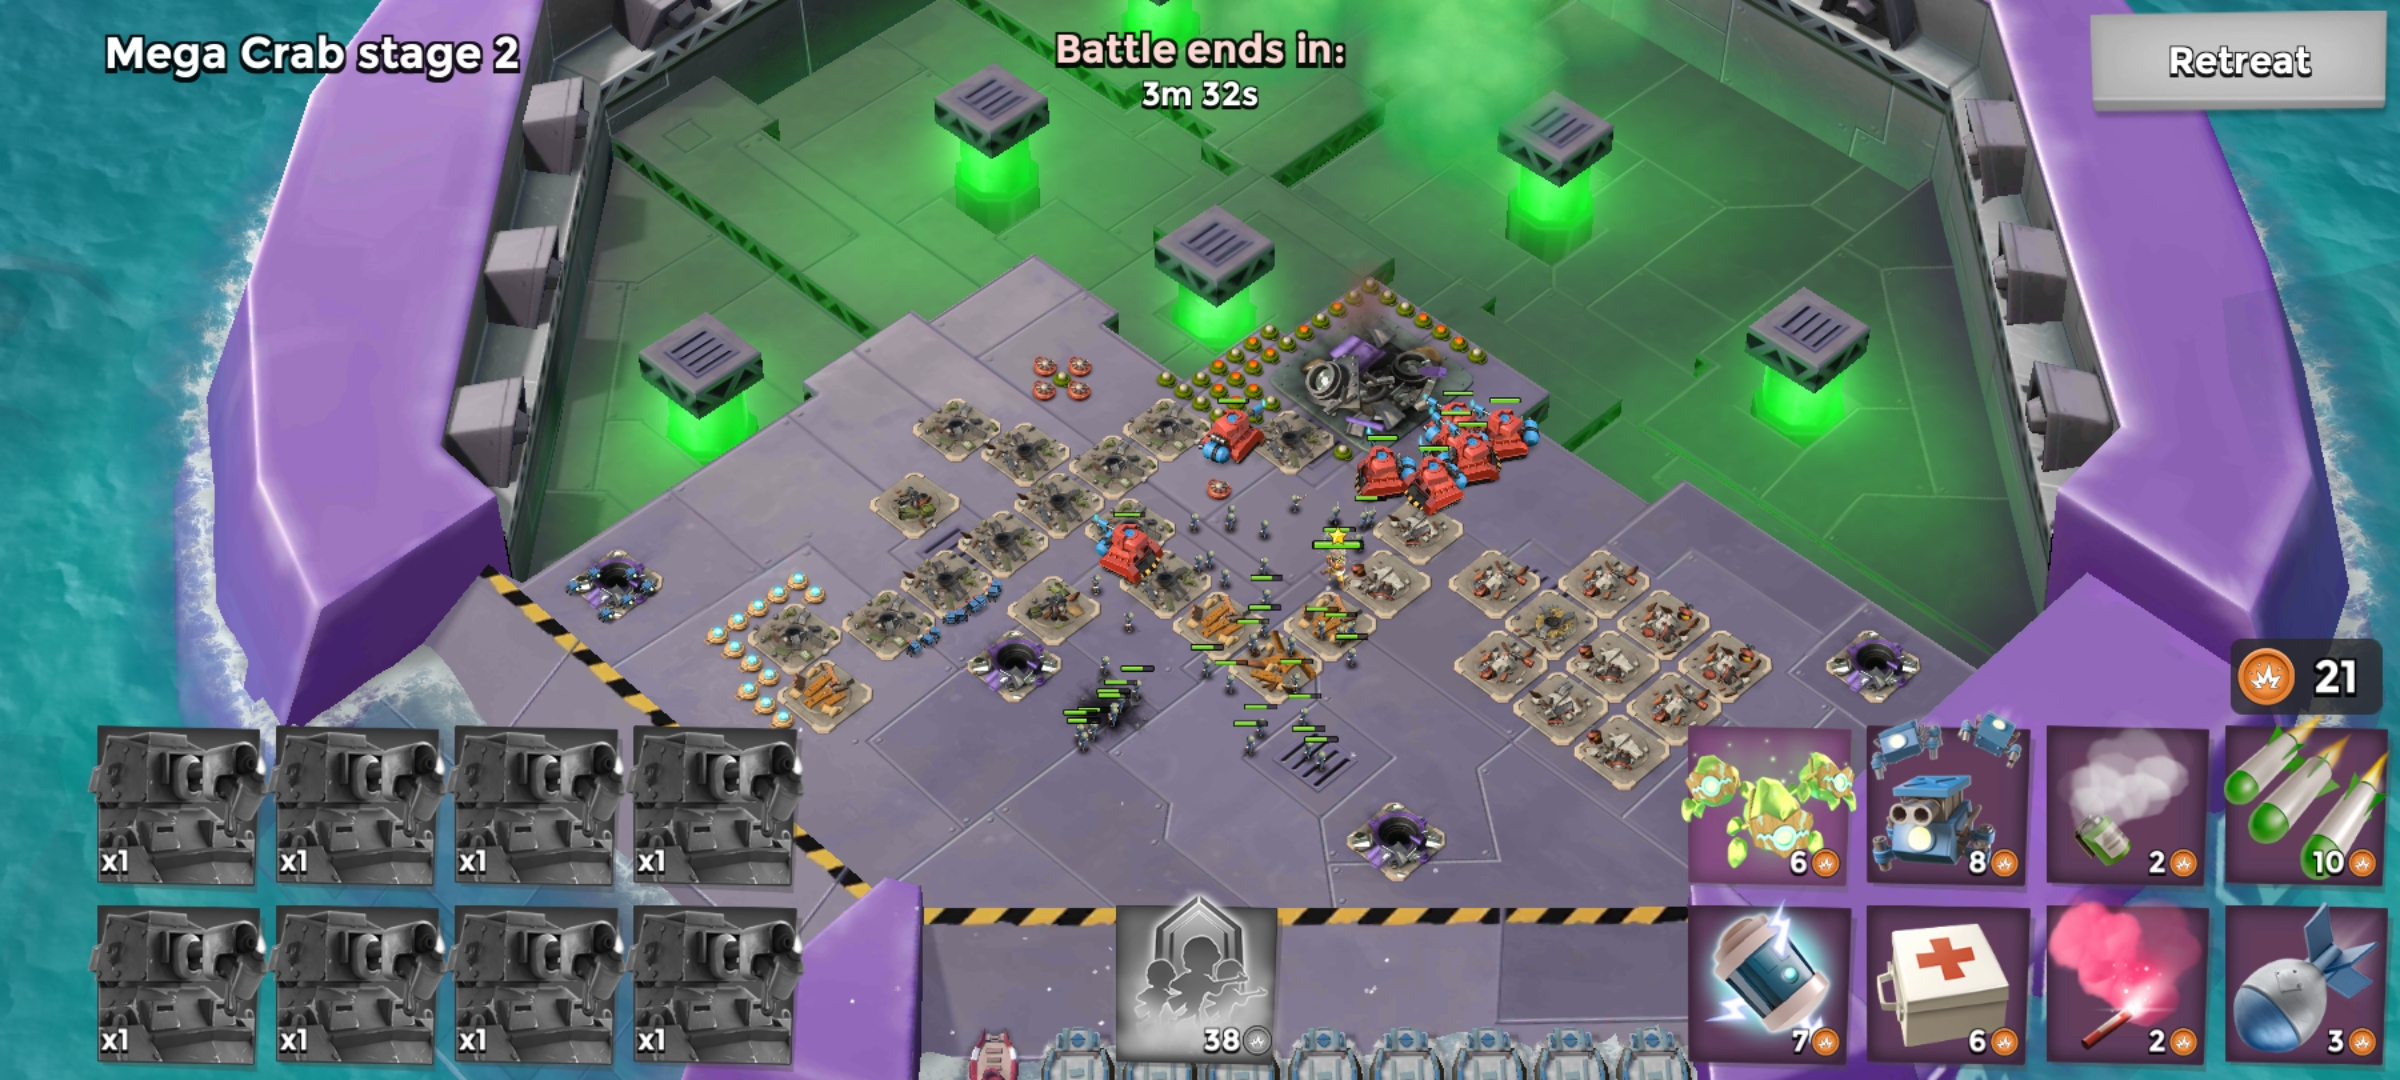 Mega Crab stage 2
Battle ends in:
3m 32s
Retreat
21
x1
x1
x1
x1
6
8
2
10
x1
x1
x1
x1
38
7
6
2
3